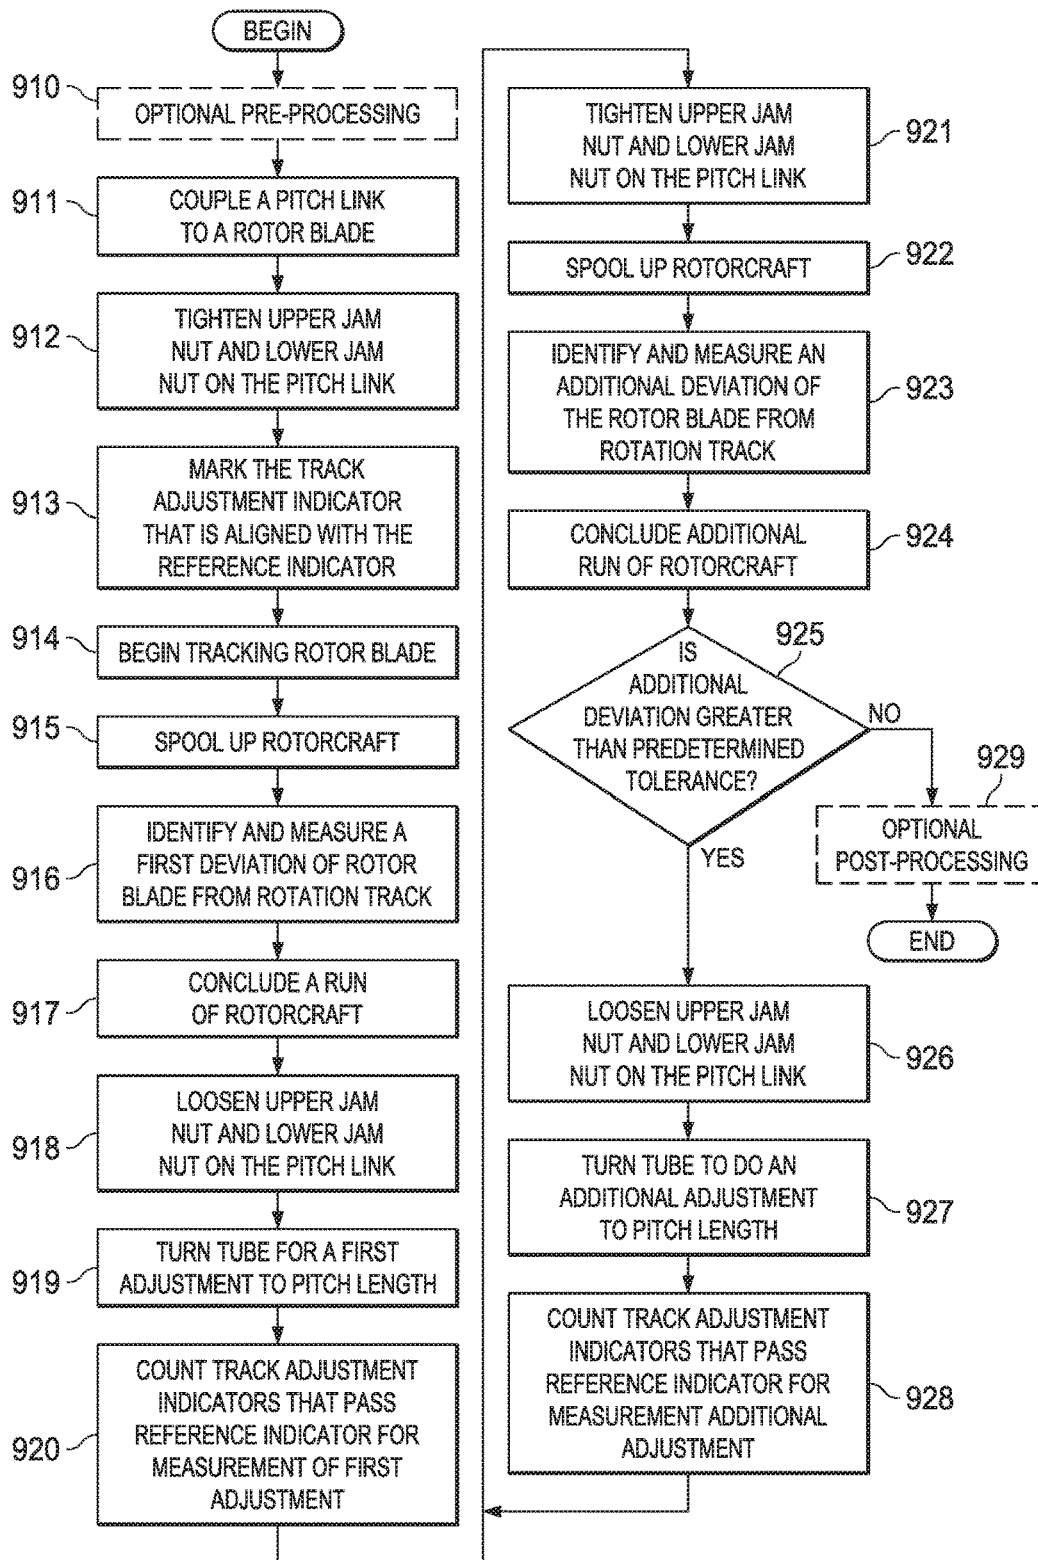 BEGIN
910
OPTIONAL PRE-PROCESSING
911
COUPLE A PITCH LINK
TO A ROTOR BLADE
912
TIGHTEN UPPER JAM
NUT AND LOWER JAM
NUT ON THE PITCH LINK
913
MARK THE TRACK
ADJUSTMENT INDICATOR
THAT IS ALIGNED WITH THE
REFERENCE INDICATOR
914
BEGIN TRACKING ROTOR BLADE
915
SPOOL UP ROTORCRAFT
916
IDENTIFY AND MEASURE A
FIRST DEVIATION OF ROTOR
BLADE FROM ROTATION TRACK
917
CONCLUDE A RUN
OF ROTORCRAFT
918
LOOSEN UPPER JAM
NUT AND LOWER JAM
NUT ON THE PITCH LINK
919
TURN TUBE FOR A FIRST
ADJUSTMENT TO PITCH LENGTH
920
COUNT TRACK ADJUSTMENT
INDICATORS THAT PASS
REFERENCE INDICATOR FOR
MEASUREMENT OF FIRST
ADJUSTMENT
TIGHTEN UPPER JAM
NUT AND LOWER JAM
NUT ON THE PITCH LINK
921
SPOOL UP ROTORCRAFT
922
IDENTIFY AND MEASURE AN
ADDITIONAL DEVIATION OF
THE ROTOR BLADE FROM
ROTATION TRACK
923
CONCLUDE ADDITIONAL
RUN OF ROTORCRAFT
924
IS
ADDITIONAL
DEVIATION GREATER
THAN PREDETERMINED
TOLERANCE?
925
NO
YES
929
OPTIONAL
POST-PROCESSING
END
LOOSEN UPPER JAM
NUT AND LOWER JAM
NUT ON THE PITCH LINK
926
TURN TUBE TO DO AN
ADDITIONAL ADJUSTMENT
TO PITCH LENGTH
927
COUNT TRACK ADJUSTMENT
INDICATORS THAT PASS
REFERENCE INDICATOR FOR
MEASUREMENT ADDITIONAL
ADJUSTMENT
928